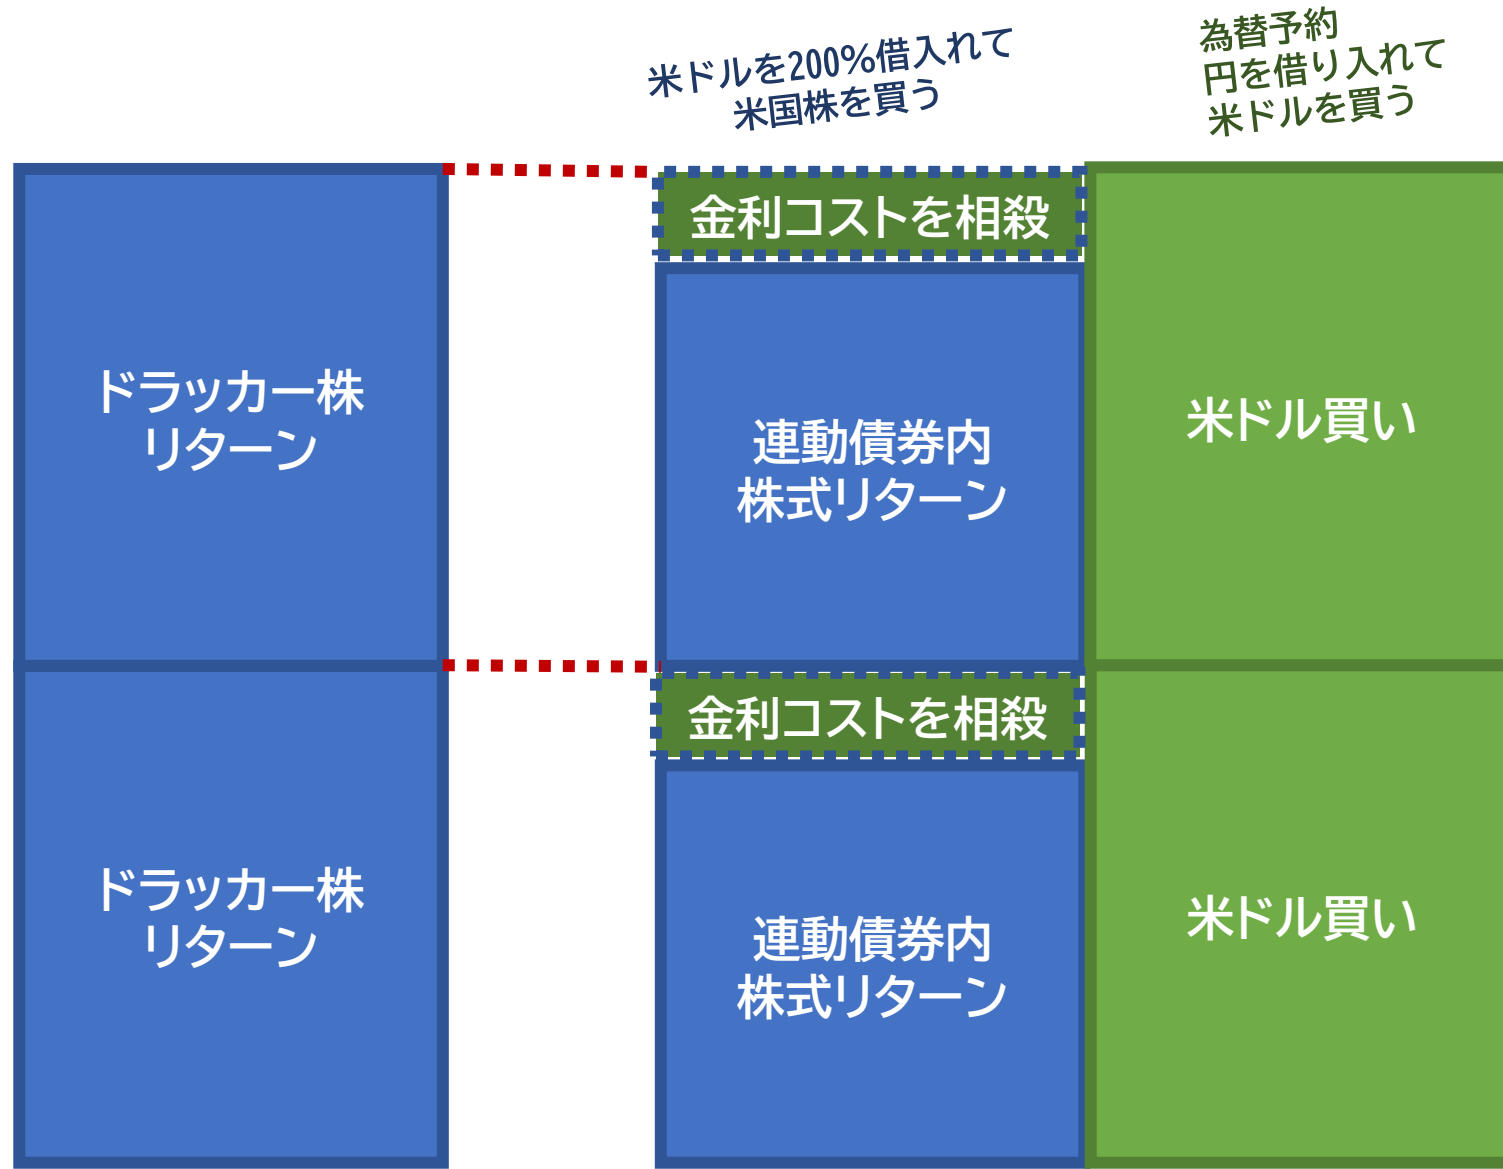 米ドルを200%借入れて
米国株を買う
為替予約
円を借り入れて
米ドルを買う
金利コストを相殺
ドラッカー株
リターン
連動債券内
株式リターン
米ドル買い
金利コストを相殺
ドラッカー株
リターン
連動債券内
株式リターン
米ドル買い